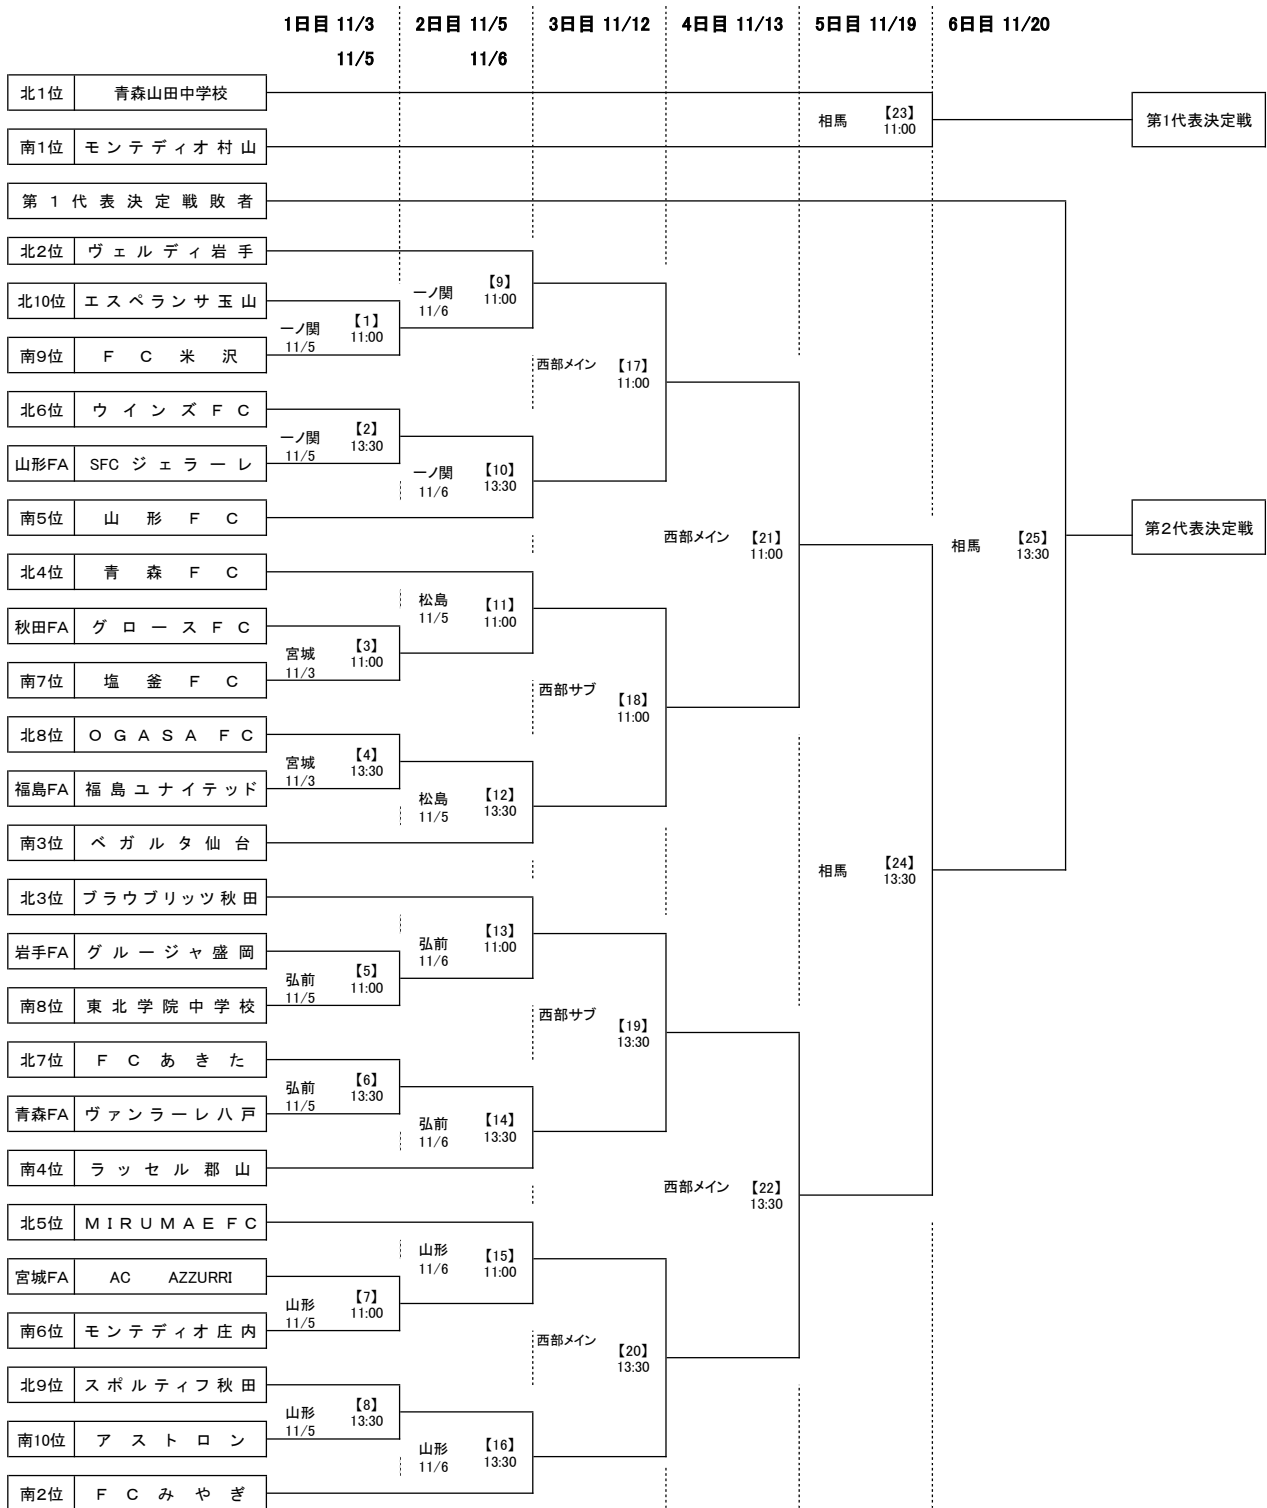 1日目 11/3 2日目 11/5 3日目 11/12 4日目 11/13 5日目 11/19 6日目 11/20
11/5 11/6
北1位 青森山田中学校
相馬 【23】 11:00
第1代表決定戦
南1位 モンテディオ村山
第1代表決定戦敗者
北2位 ヴェルディ岩手
一ノ関 11/6 【9】 11:00
北10位 エスペランサ玉山
一ノ関 11/5 【1】 11:00
南9位 FC米沢
西部メイン 【17】 11:00
北6位 ウインズFC
一ノ関 11/5 【2】 13:30
山形FA SFCジェラーレ
一ノ関 11/6 【10】 13:30
南5位 山形FC
西部メイン 【21】 11:00
相馬 【25】 13:30
第2代表決定戦
北4位 青森FC
松島 11/5 【11】 11:00
秋田FA グロースFC
宮城 11/3 【3】 11:00
南7位 塩釜FC
西部サブ 【18】 11:00
北8位 OGASA FC
宮城 11/3 【4】 13:30
福島FA 福島ユナイテッド
松島 11/5 【12】 13:30
南3位 ベガルタ仙台
相馬 【24】 13:30
北3位 ブラウブリッツ秋田
弘前 11/6 【13】 11:00
岩手FA グルージャ盛岡
弘前 11/5 【5】 11:00
南8位 東北学院中学校
西部サブ 【19】 13:30
北7位 FCあきた
弘前 11/5 【6】 13:30
青森FA ヴァンラーレ八戸
弘前 11/6 【14】 13:30
南4位 ラッセル郡山
西部メイン 【22】 13:30
北5位 MIRUMAE FC
山形 11/6 【15】 11:00
宮城FA AC AZZURRI
山形 11/5 【7】 11:00
南6位 モンテディオ庄内
西部メイン 【20】 13:30
北9位 スポルティフ秋田
山形 11/5 【8】 13:30
南10位 アストロン
山形 11/6 【16】 13:30
南2位 FCみやぎ